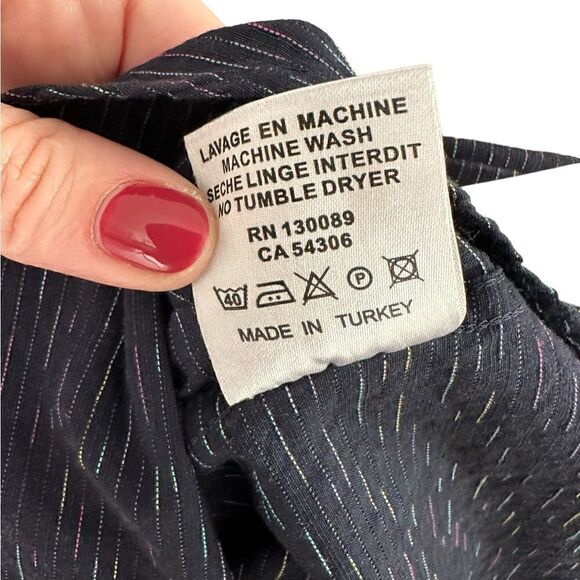 LAVAGE EN MACHINE
MACHINE WASH
SECHE LINGE INTERDIT
NO TUMBLE DRYER
RN 130089
CA 54306
40 P
MADE IN TURKEY